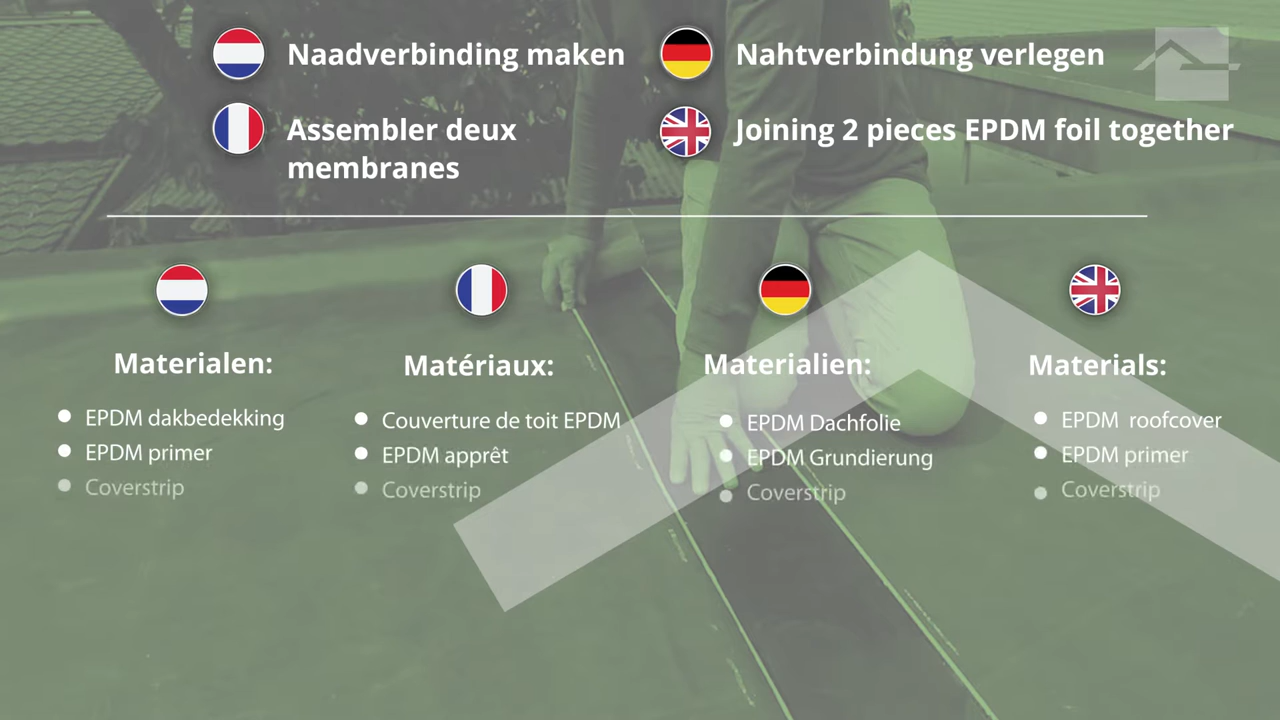 Naadverbinding maken
Nahtverbindung verlegen
Assembler deux
membranes
Joining 2 pieces EPDM foil together
Materialen:
EPDM dakbedekking
EPDM primer
Coverstrip
Matériaux:
Couverture de toit EPDM
EPDM apprêt
Coverstrip
Materialien:
EPDM Dachfolie
EPDM Grundierung
Coverstrip
Materials:
EPDM roofcover
EPDM primer
Coverstrip